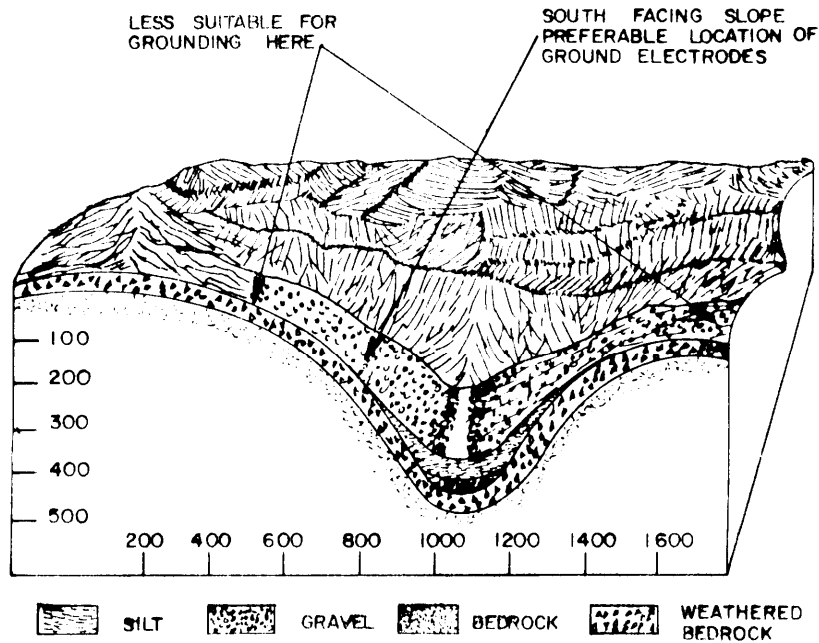 LESS SUITABLE FOR
GROUNDING HERE
SOUTH FACING SLOPE
PREFERABLE LOCATION OF
GROUND ELECTRODES
100
200
300
400
500
200 400 600 800 1000 1200 1400 1600
SILT GRAVEL BEDROCK WEATHERED
BEDROCK